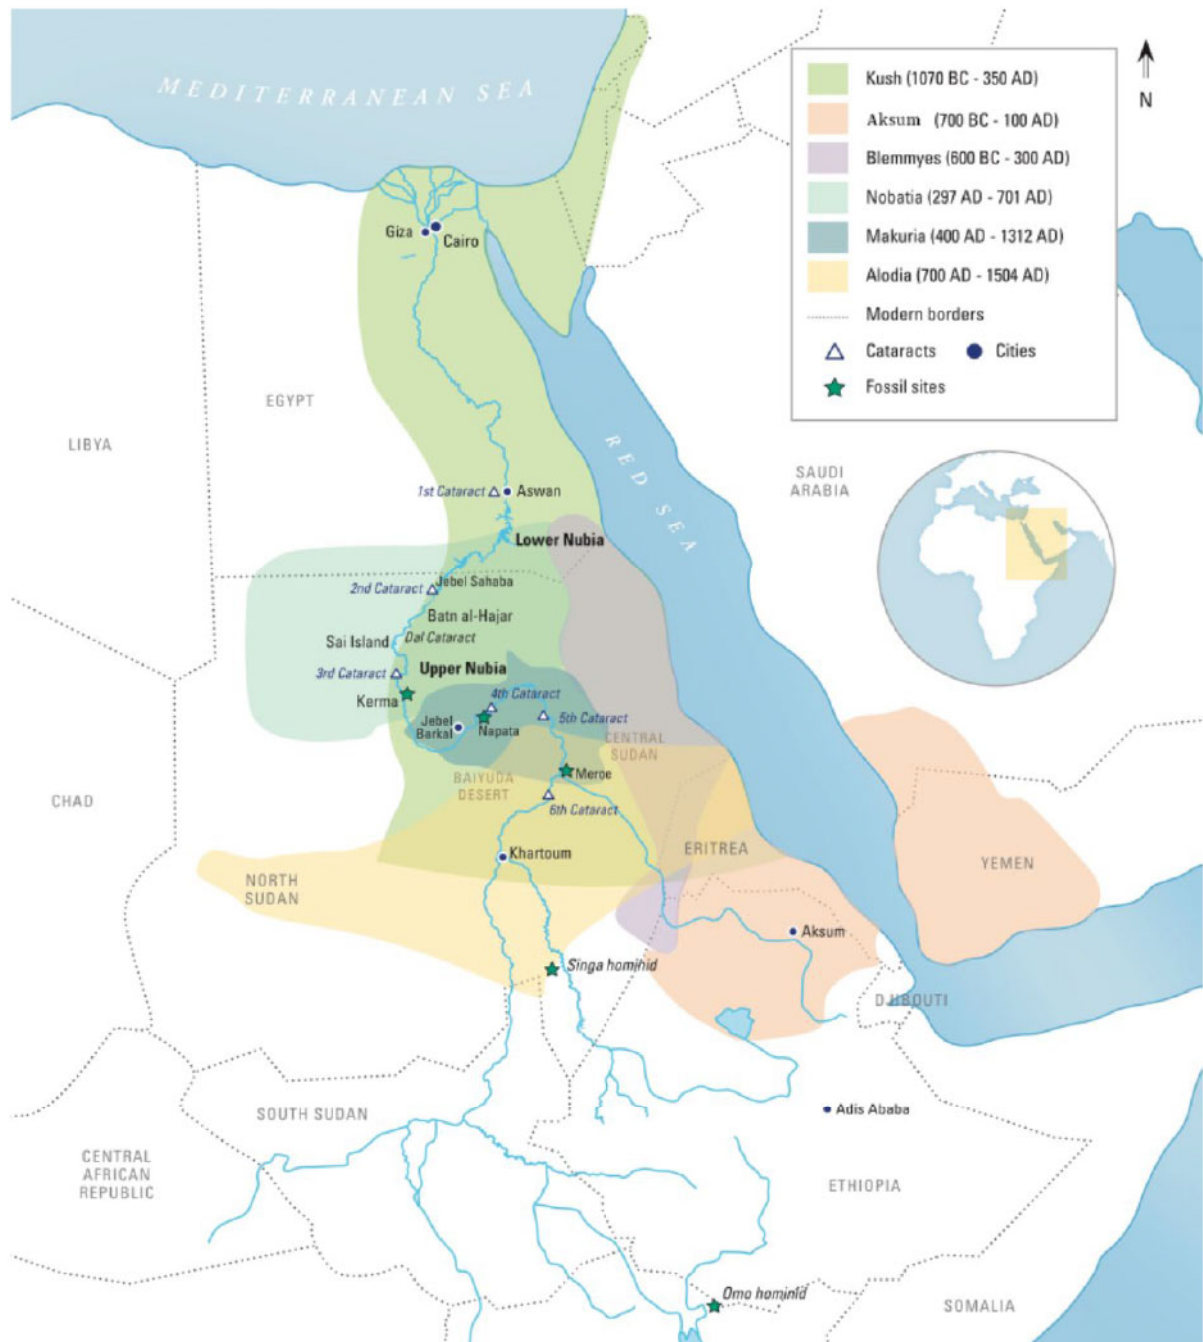 MEDITERRANEAN SEA
Kush (1070 BC - 350 AD)
Aksum (700 BC - 100 AD)
Blemmyes (600 BC - 300 AD)
Nobatia (297 AD - 701 AD)
Makuria (400 AD - 1312 AD)
Alodia (700 AD - 1504 AD)
Modern borders
Cataracts
Cities
Fossil sites
N
Giza
Cairo
EGYPT
LIBYA
RED SEA
SAUDI
ARABIA
1st Cataract
Aswan
Lower Nubia
2nd Cataract
Jebel Sahaba
Batn al-Hajar
Sai Island
Dal Cataract
3rd Cataract
Upper Nubia
Kerma
4th Cataract
Jebel
Barkal
Napata
5th Cataract
CENTRAL
SUDAN
BAIYUDA
DESERT
Meroe
6th Cataract
CHAD
Khartoum
ERITREA
YEMEN
NORTH
SUDAN
Aksum
Singa hominid
DJIBOUTI
SOUTH SUDAN
Adis Ababa
CENTRAL
AFRICAN
REPUBLIC
ETHIOPIA
Omo hominid
SOMALIA